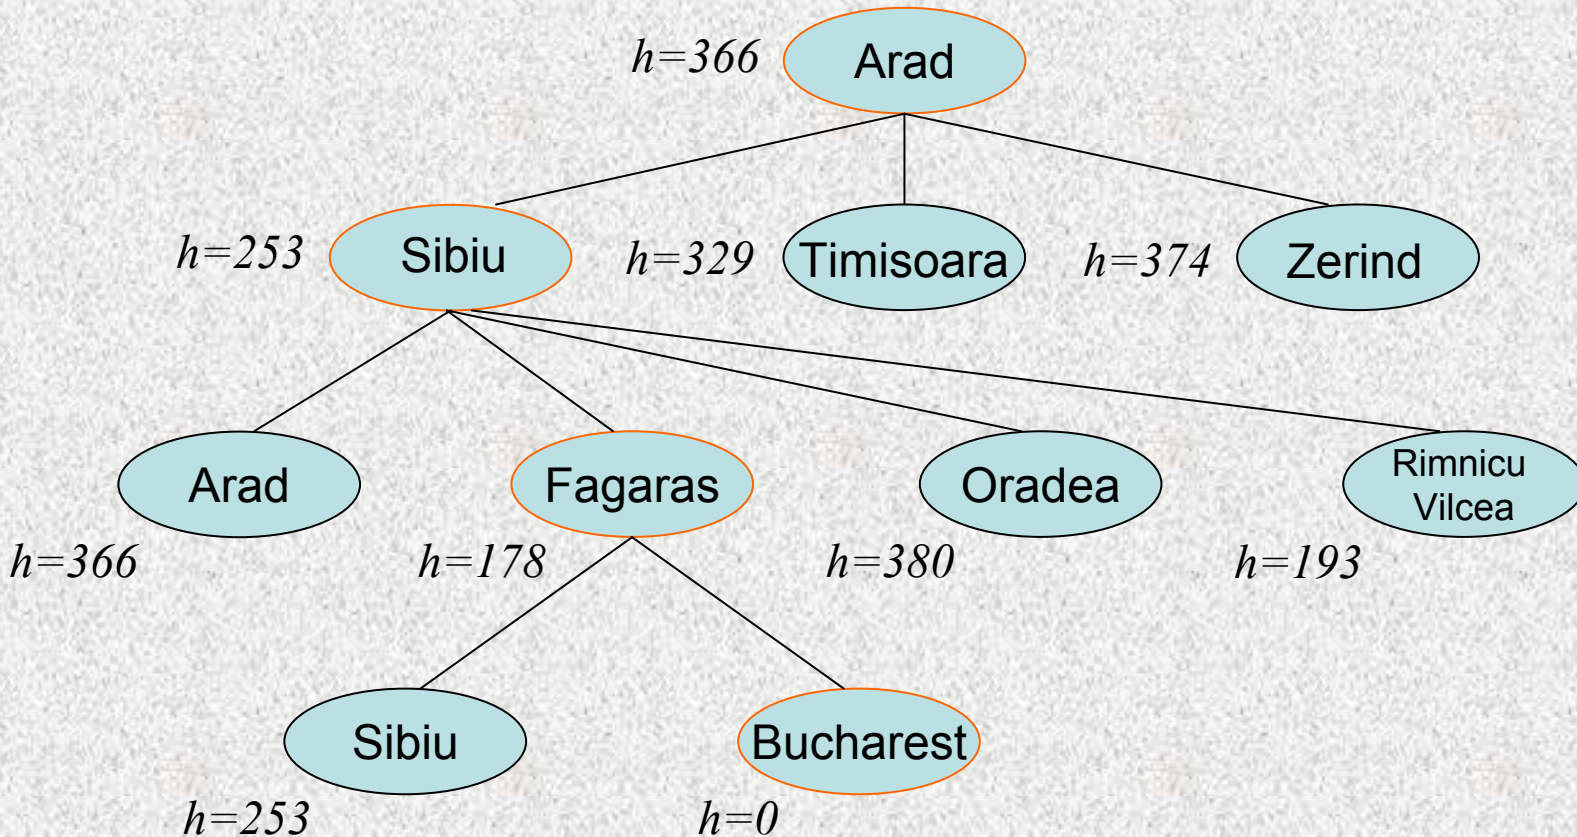 h=366
Arad
h=253
Sibiu
h=329
Timisoara
h=374
Zerind
Arad
Fagaras
Oradea
Rimnicu
Vilcea
h=366
h=178
h=380
h=193
Sibiu
Bucharest
h=253
h=0